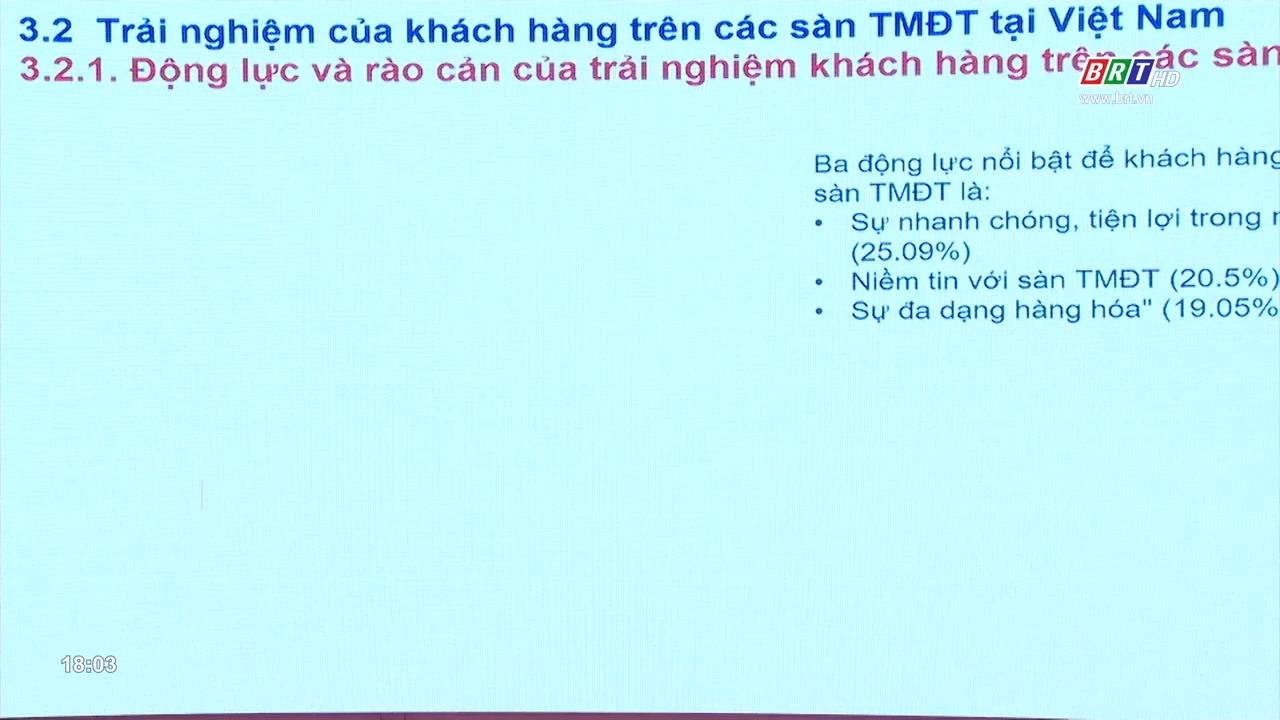 3.2 Trải nghiệm của khách hàng trên các sàn TMĐT tại Việt Nam
3.2.1. Động lực và rào cản của trải nghiệm khách hàng trên các sàn
BRT HD
www.brt.vn
Ba động lực nổi bật để khách hàng
sàn TMĐT là:
• Sự nhanh chóng, tiện lợi trong
(25.09%)
• Niềm tin với sàn TMĐT (20.5%)
• Sự đa dạng hàng hóa" (19.05%
18:03